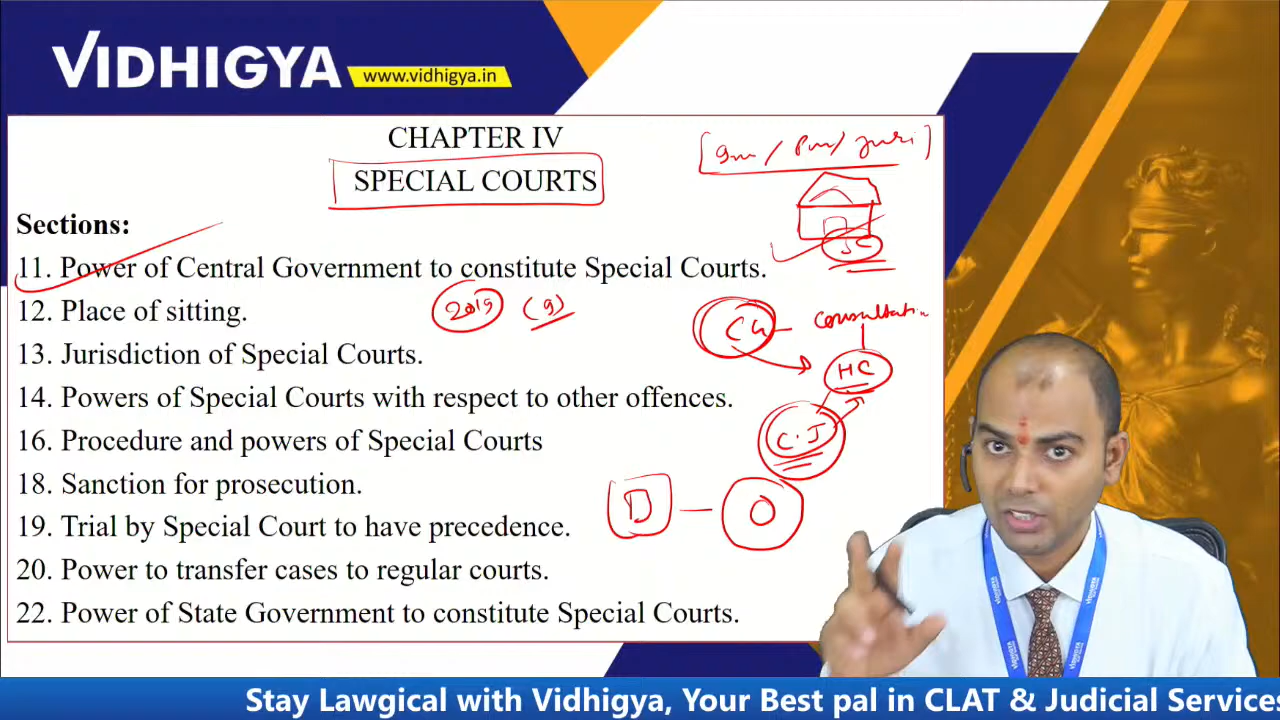 VIDHIGYA
www.vidhigya.in
CHAPTER IV
SPECIAL COURTS
Sections:
11. Power of Central Government to constitute Special Courts.
12. Place of sitting.
13. Jurisdiction of Special Courts.
14. Powers of Special Courts with respect to other offences.
16. Procedure and powers of Special Courts
18. Sanction for prosecution.
19. Trial by Special Court to have precedence.
20. Power to transfer cases to regular courts.
22. Power of State Government to constitute Special Courts.
2019
CG
HC
C.J
D - O
VIDHIGYA
Stay Lawgical with Vidhigya, Your Best pal in CLAT & Judicial Services